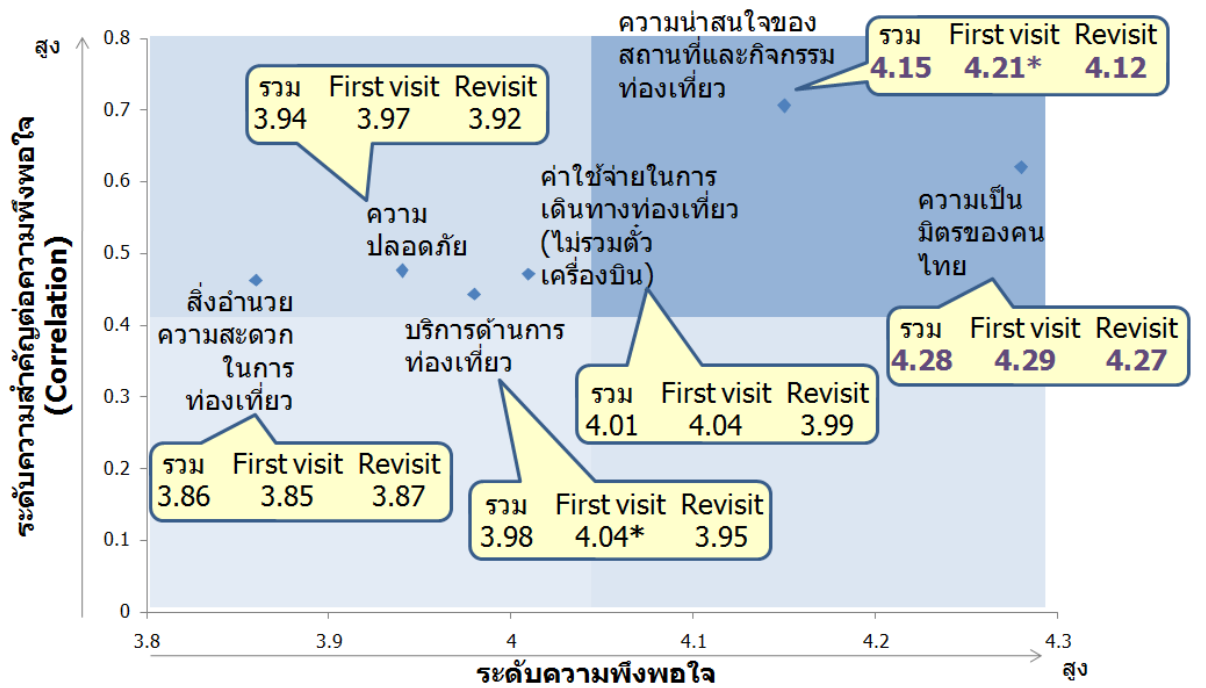 สูง
ระดับความสำคัญต่อความพึงพอใจ
(Correlation)
0.8
0.7
0.6
0.5
0.4
0.3
0.2
0.1
0
ความน่าสนใจของ
สถานที่และกิจกรรม
ท่องเที่ยว
รวม First visit Revisit
4.15 4.21* 4.12
รวม First visit Revisit
3.94 3.97 3.92
ความ
ปลอดภัย
ค่าใช้จ่ายในการ
เดินทางท่องเที่ยว
(ไม่รวมตั๋ว
เครื่องบิน)
ความเป็น
มิตรของคน
ไทย
สิ่งอำนวย
ความสะดวก
ในการ
ท่องเที่ยว
บริการด้านการ
ท่องเที่ยว
รวม First visit Revisit
4.28 4.29 4.27
รวม First visit Revisit
4.01 4.04 3.99
รวม First visit Revisit
3.86 3.85 3.87
รวม First visit Revisit
3.98 4.04* 3.95
3.8 3.9 4 4.1 4.2 4.3
ระดับความพึงพอใจ
สูง